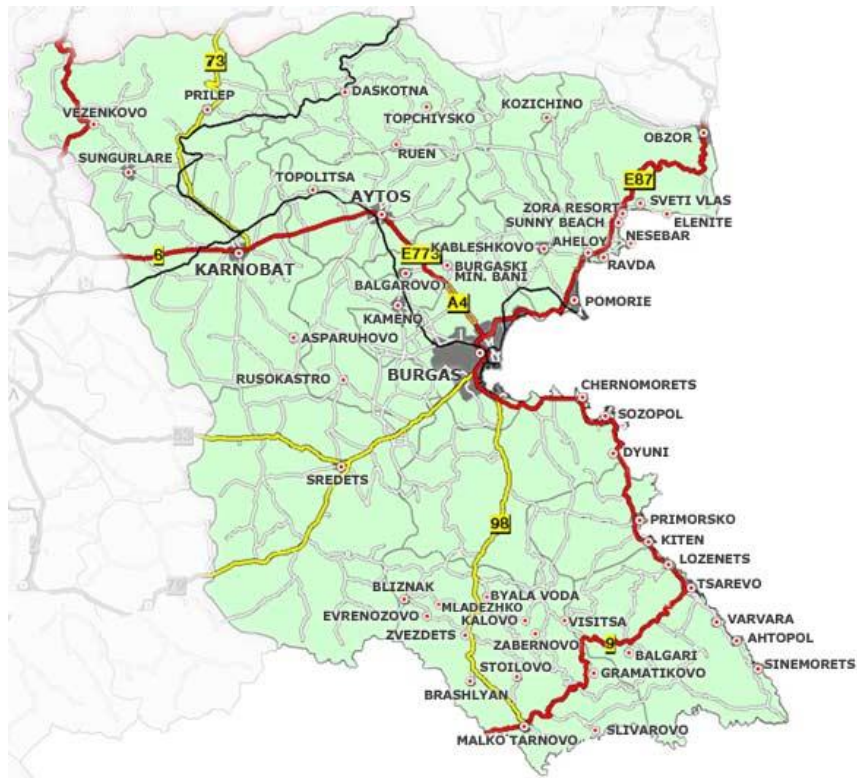 73
DASKOTNA
PRILEP
KOZICHINO
VEZENKOVO
TOPCHIYSKO
OBZOR
RUEN
SUNGURLARE
TOPOLITSA
E87
AYTOS
SVETI VLAS
ZORA RESORT
SUNNY BEACH
ELENITE
NESEBAR
KABLESHKOVO
AHELOY
E773
6
RAVDA
KARNOBAT
BURGASKI
MIN. BANI
BALGAROVO
A4
POMORIE
KAMENO
ASPARUHOVO
BURGAS
RUSOKASTRO
CHERNOMORETS
SOZOPOL
53
DYUNI
SREDETS
98
PRIMORSKO
KITEN
LOZENETS
79
TSAREVO
BLIZNAK
BYALA VODA
MLADEZHKO
EVRENOZOVO
KALOVO
VISITSA
VARVARA
ZVEZDETS
ZABERNOVO
9
AHTOPOL
BALGARI
STOILOVO
SINEMORETS
GRAMATIKOVO
BRASHLYAN
MALKO TARNOVO
SLIVAROVO